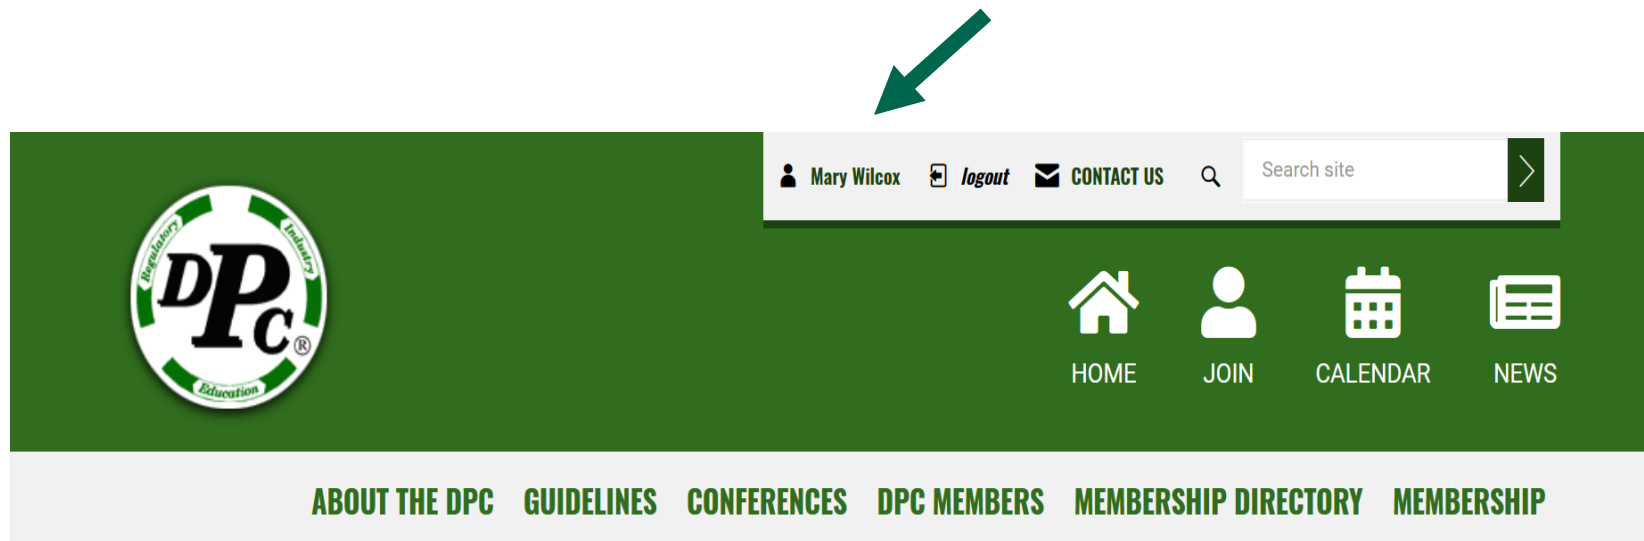 Mary Wilcox logout CONTACT US Search site
Regulatory Industry
DPC®
Education
HOME JOIN CALENDAR NEWS
ABOUT THE DPC GUIDELINES CONFERENCES DPC MEMBERS MEMBERSHIP DIRECTORY MEMBERSHIP